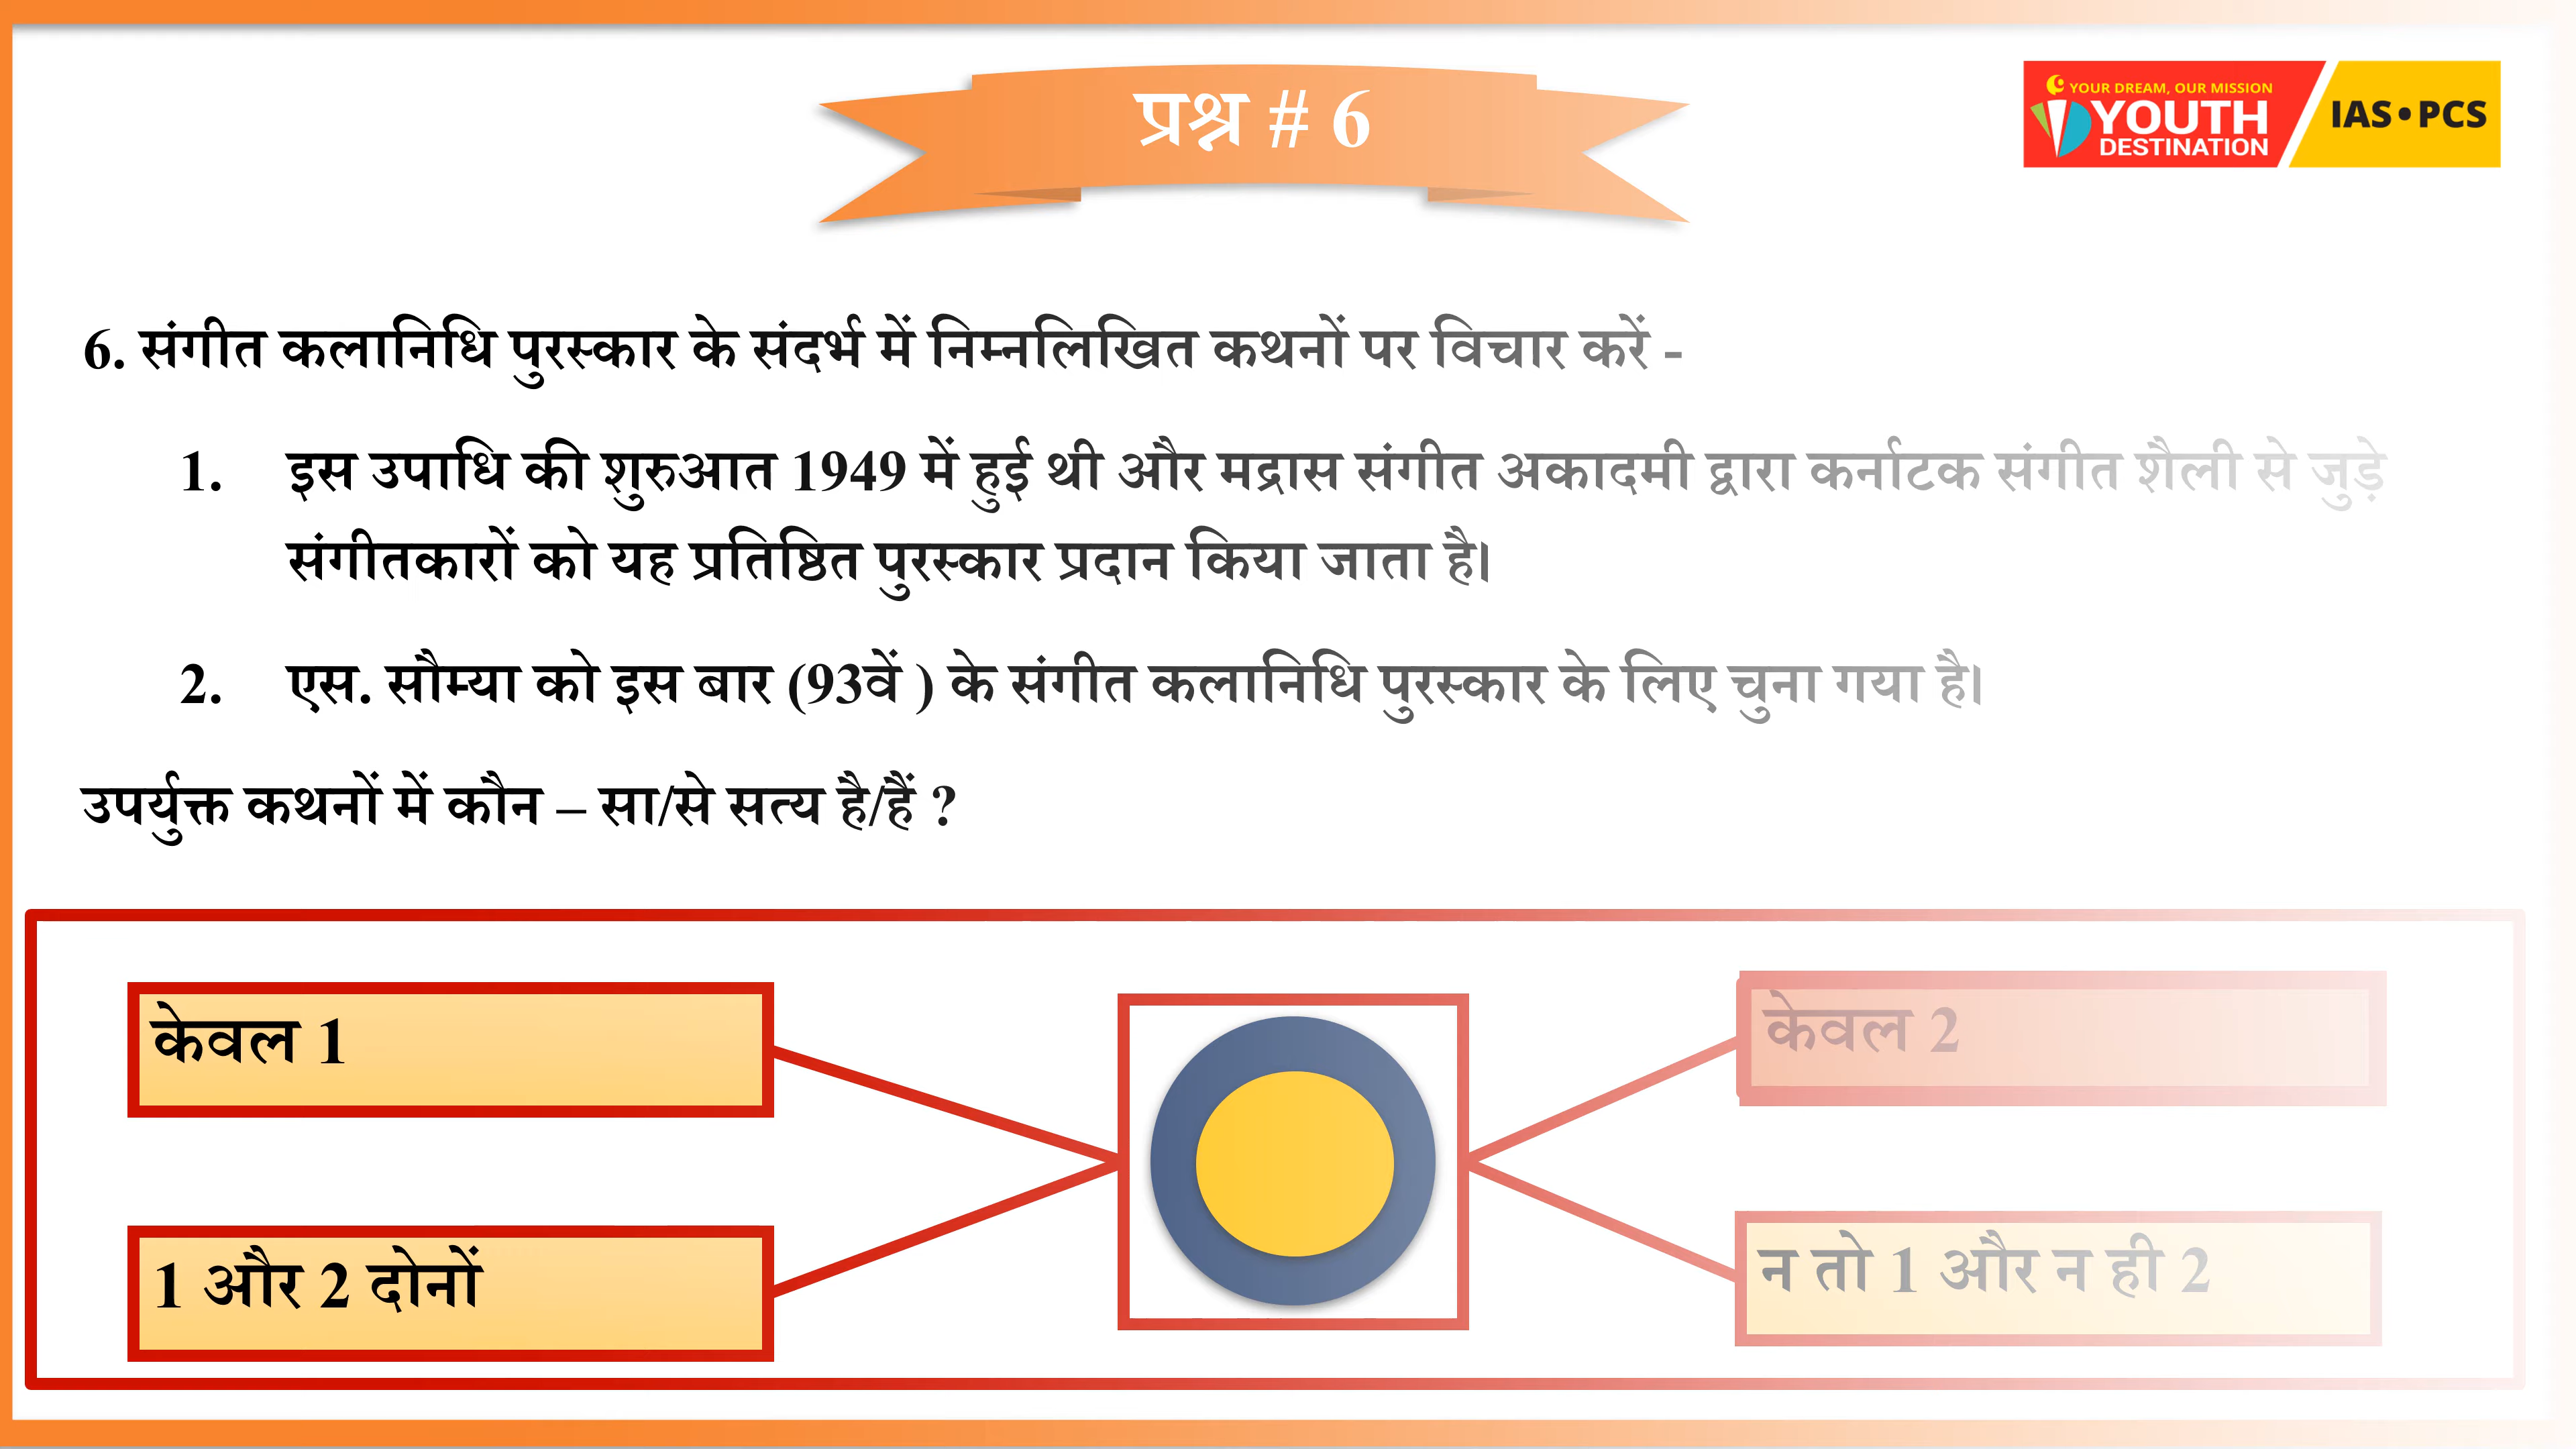 प्रश्न # 6
YOUR DREAM, OUR MISSION
YOUTH
DESTINATION
IAS•PCS
6. संगीत कलानिधि पुरस्कार के संदर्भ में निम्नलिखित कथनों पर विचार करें -
1. इस उपाधि की शुरुआत 1949 में हुई थी और मद्रास संगीत अकादमी द्वारा कर्नाटक संगीत शैली से जुड़े
संगीतकारों को यह प्रतिष्ठित पुरस्कार प्रदान किया जाता है।
2. एस. सौम्या को इस बार (93वें ) के संगीत कलानिधि पुरस्कार के लिए चुना गया है।
उपर्युक्त कथनों में कौन – सा/से सत्य है/हैं ?
केवल 1
केवल 2
1 और 2 दोनों
न तो 1 और न ही 2